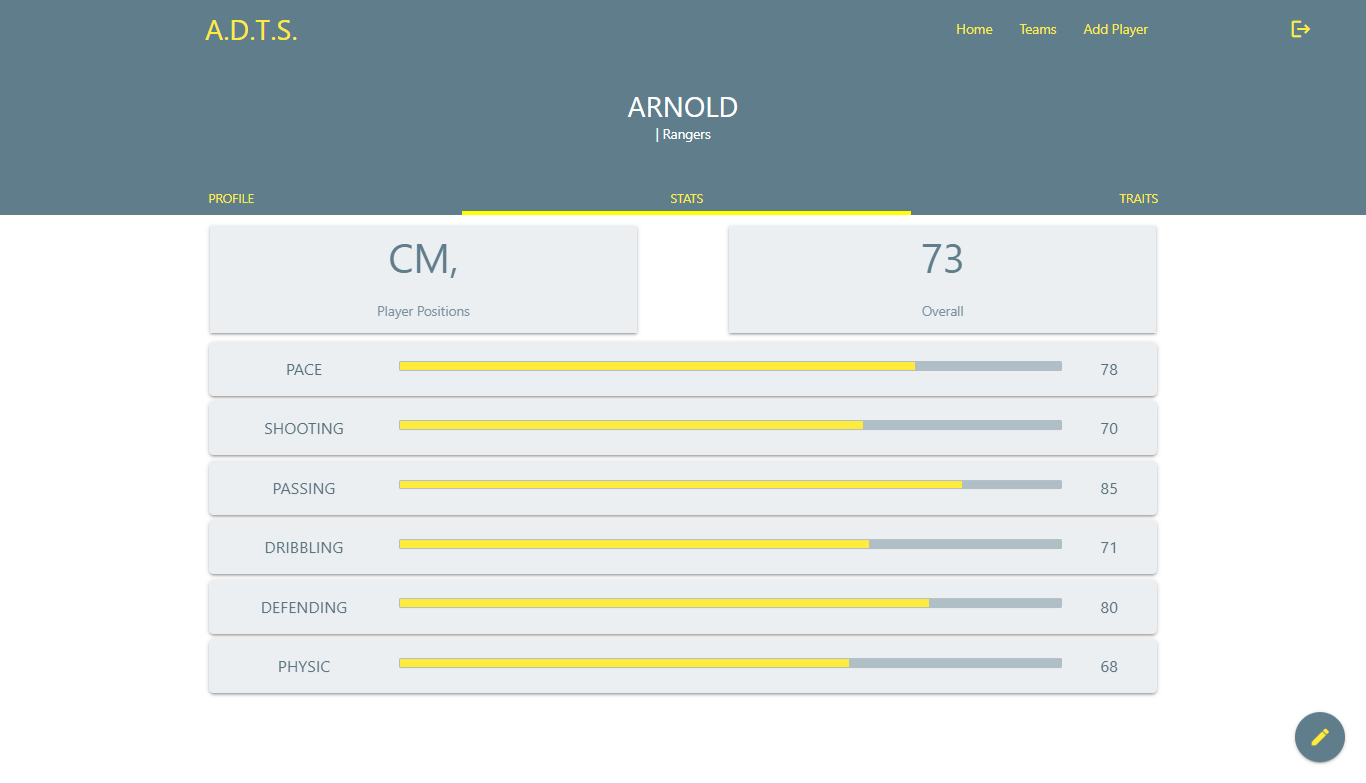 A.D.T.S.
Home Teams Add Player
ARNOLD
| Rangers
PROFILE STATS TRAITS
CM, 73
Player Positions Overall
PACE 78
SHOOTING 70
PASSING 85
DRIBBLING 71
DEFENDING 80
PHYSIC 68